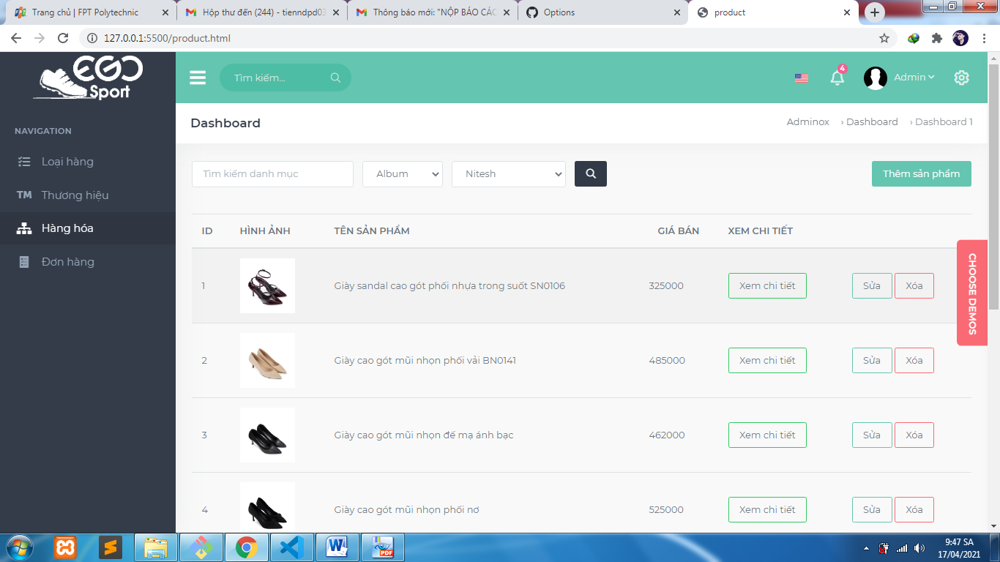 Trang chủ | FPT Polytechnic
Hộp thư đến (244) - tienndpd03
Thông báo mới: "NỘP BÁO CÁO
Options
product
127.0.0.1:5500/product.html
EGO
Sport
Tìm kiếm...
4
Admin
NAVIGATION
Loại hàng
TM Thương hiệu
Hàng hóa
Đơn hàng
Dashboard
Adminox › Dashboard › Dashboard 1
Tìm kiếm danh mục
Album
Nitesh
Thêm sản phẩm
ID HÌNH ẢNH TÊN SẢN PHẨM GIÁ BÁN XEM CHI TIẾT
1 Giày sandal cao gót phối nhựa trong suốt SN0106 325000 Xem chi tiết Sửa Xóa
2 Giày cao gót mũi nhọn phối vải BN0141 485000 Xem chi tiết Sửa Xóa
3 Giày cao gót mũi nhọn đế mạ ánh bạc 462000 Xem chi tiết Sửa Xóa
4 Giày cao gót mũi nhọn phối nơ 525000 Xem chi tiết Sửa Xóa
CHOOSE DEMOS
PDF
9:47 SA
17/04/2021